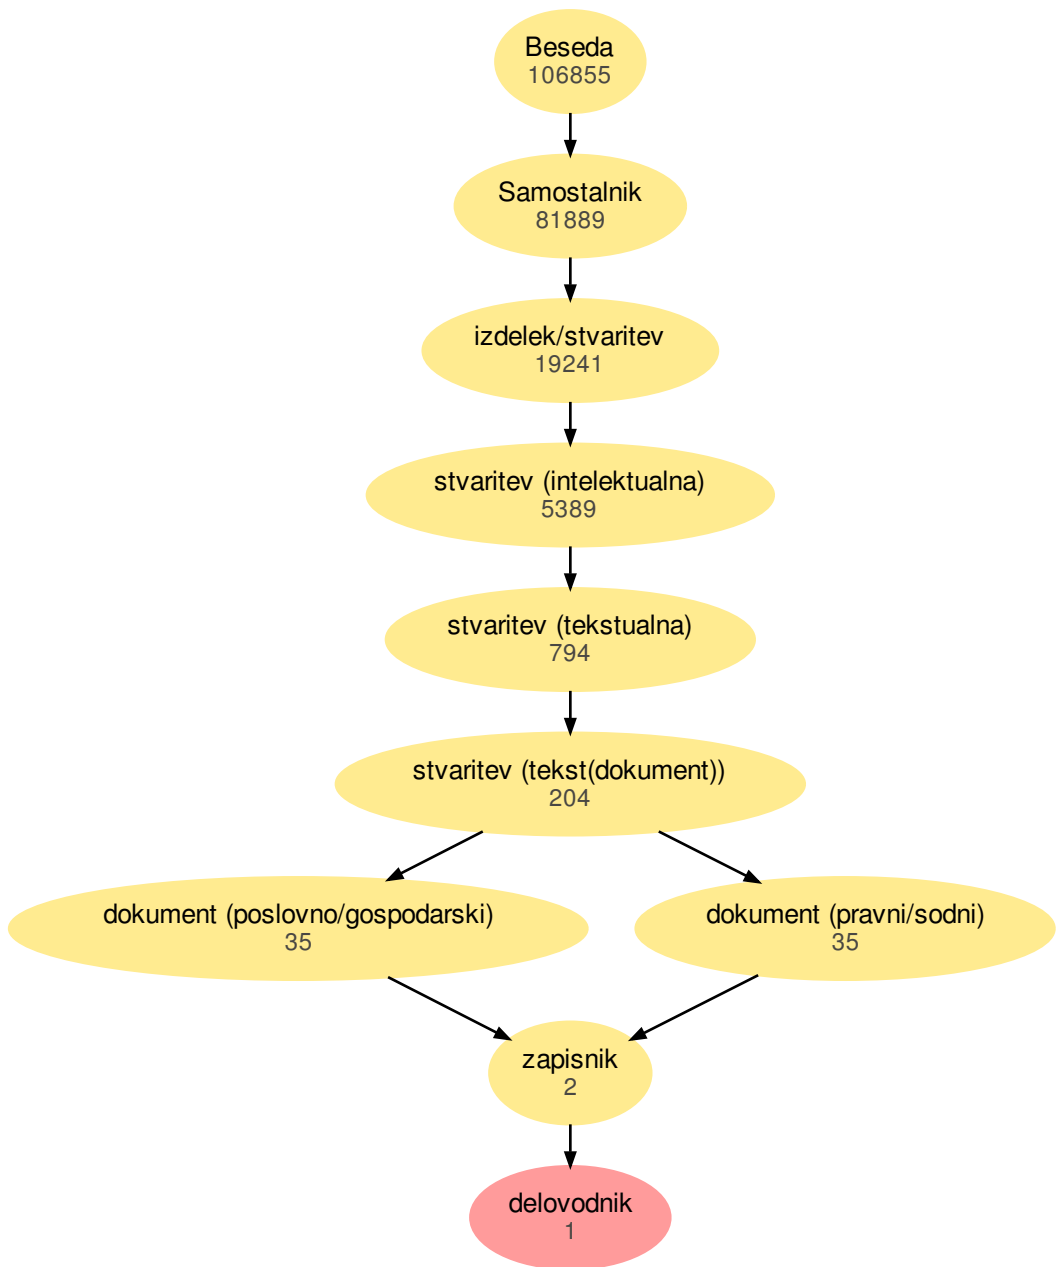 Beseda
106855
Samostalnik
81889
izdelek/stvaritev
19241
stvaritev (intelektualna)
5389
stvaritev (tekstualna)
794
stvaritev (tekst(dokument))
204
dokument (poslovno/gospodarski)
35
dokument (pravni/sodni)
35
zapisnik
2
delovodnik
1